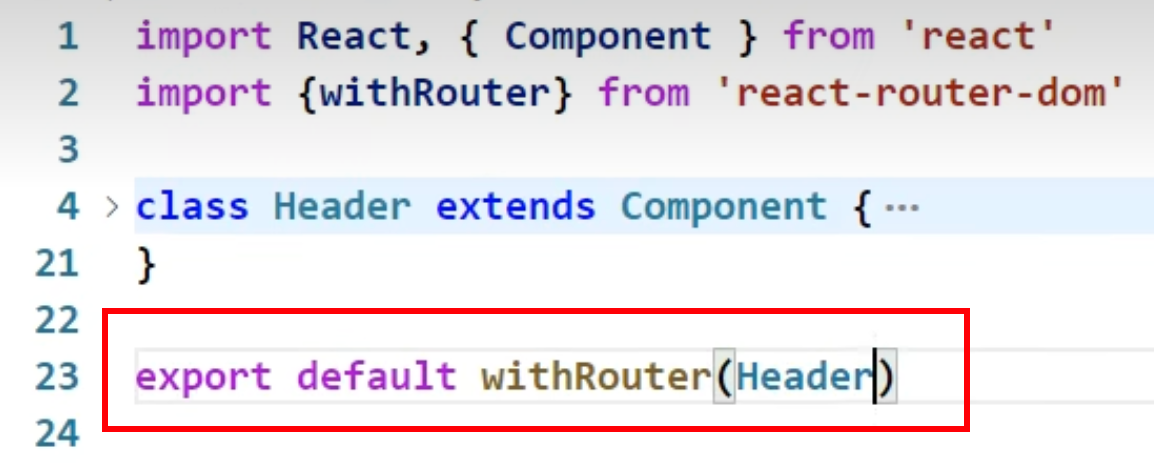 1 import React, { Component } from 'react'
2 import {withRouter} from 'react-router-dom'
3
4 > class Header extends Component { ···
21 }
22
23 export default withRouter(Header)
24